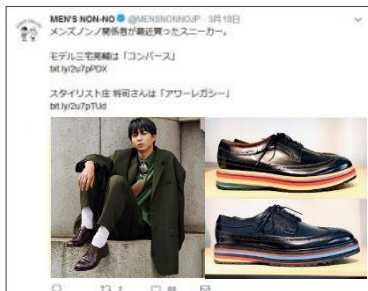 MEN'S NON-NO @MENSNONNOJP · 3月18日
メンズノンノ関係者が最近買ったスニーカー。
モデル三宅亮輔は「コンバース」
bit.ly/2u7pPOX
スタイリスト庄 将司さんは「アワーレガシー」
bit.ly/2u7pTUd
2